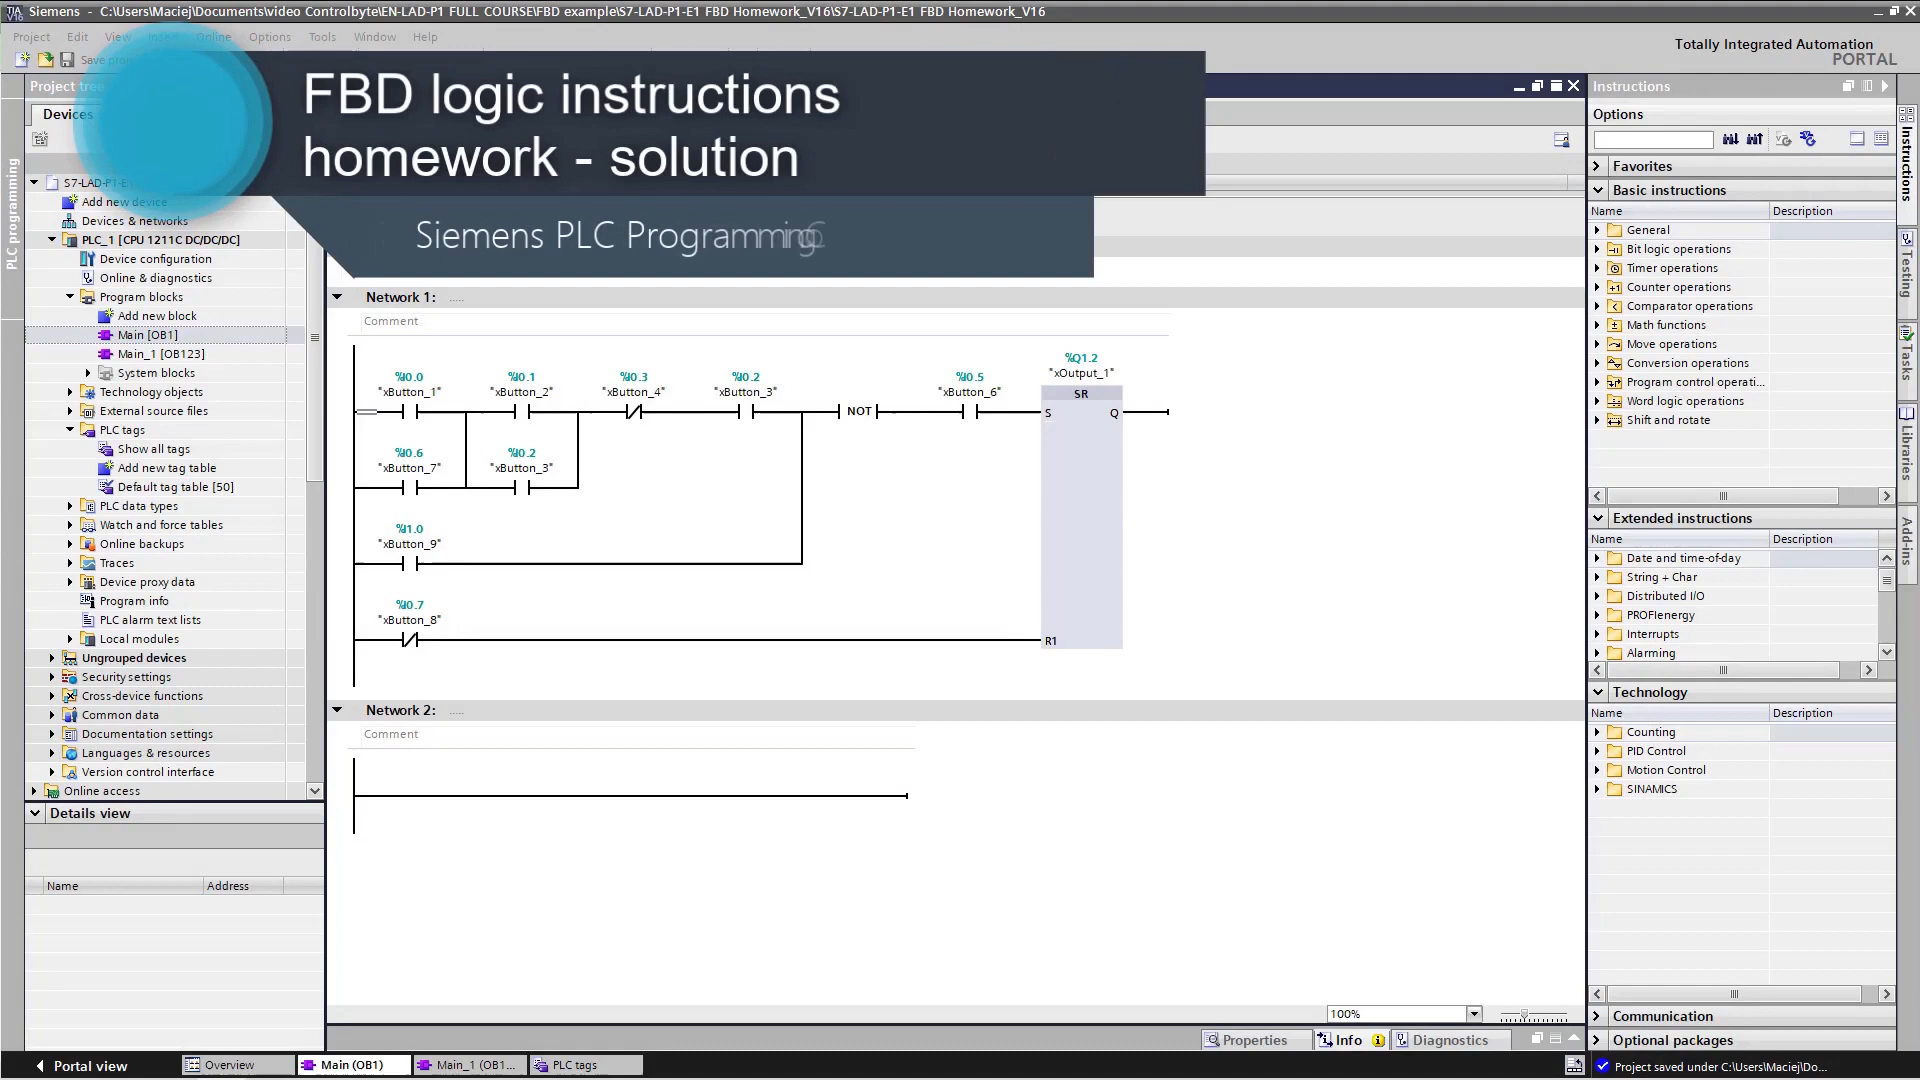 Siemens - C:\Users\Maciej\Documents\video Controlbyte\EN-LAD-P1 FULL COURSE\FBD example\S7-LAD-P1-E1 FBD Homework_V16\S7-LAD-P1-E1 FBD Homework_V16
Project Edit View Insert Online Options Tools Window Help
Totally Integrated Automation
PORTAL
FBD logic instructions
homework - solution
Siemens PLC Programming
PLC programming
Project tree
Devices
S7-LAD-P1-E1
Add new device
Devices & networks
PLC_1 [CPU 1211C DC/DC/DC]
Device configuration
Online & diagnostics
Program blocks
Add new block
Main [OB1]
Main_1 [OB123]
System blocks
Technology objects
External source files
PLC tags
Show all tags
Add new tag table
Default tag table [50]
PLC data types
Watch and force tables
Online backups
Traces
Device proxy data
Program info
PLC alarm text lists
Local modules
Ungrouped devices
Security settings
Cross-device functions
Common data
Documentation settings
Languages & resources
Version control interface
Online access
Details view
Name Address
Network 1: .....
Comment
%I0.0
"xButton_1"
%I0.1
"xButton_2"
%I0.3
"xButton_4"
%I0.2
"xButton_3"
NOT
%I0.5
"xButton_6"
%Q1.2
"xOutput_1"
SR
S Q
%I0.6
"xButton_7"
%I0.2
"xButton_3"
%I1.0
"xButton_9"
%I0.7
"xButton_8"
R1
Network 2: .....
Comment
100%
Properties Info Diagnostics
Instructions
Options
Favorites
Basic instructions
Name Description
General
Bit logic operations
Timer operations
Counter operations
Comparator operations
Math functions
Move operations
Conversion operations
Program control operati...
Word logic operations
Shift and rotate
Extended instructions
Name Description
Date and time-of-day
String + Char
Distributed I/O
PROFIenergy
Interrupts
Alarming
Technology
Name Description
Counting
PID Control
Motion Control
SINAMICS
Communication
Optional packages
Instructions
Testing
Tasks
Libraries
Add-ins
Portal view Overview Main (OB1) Main_1 (OB1... PLC tags
Project saved under C:\Users\Maciej\Do...